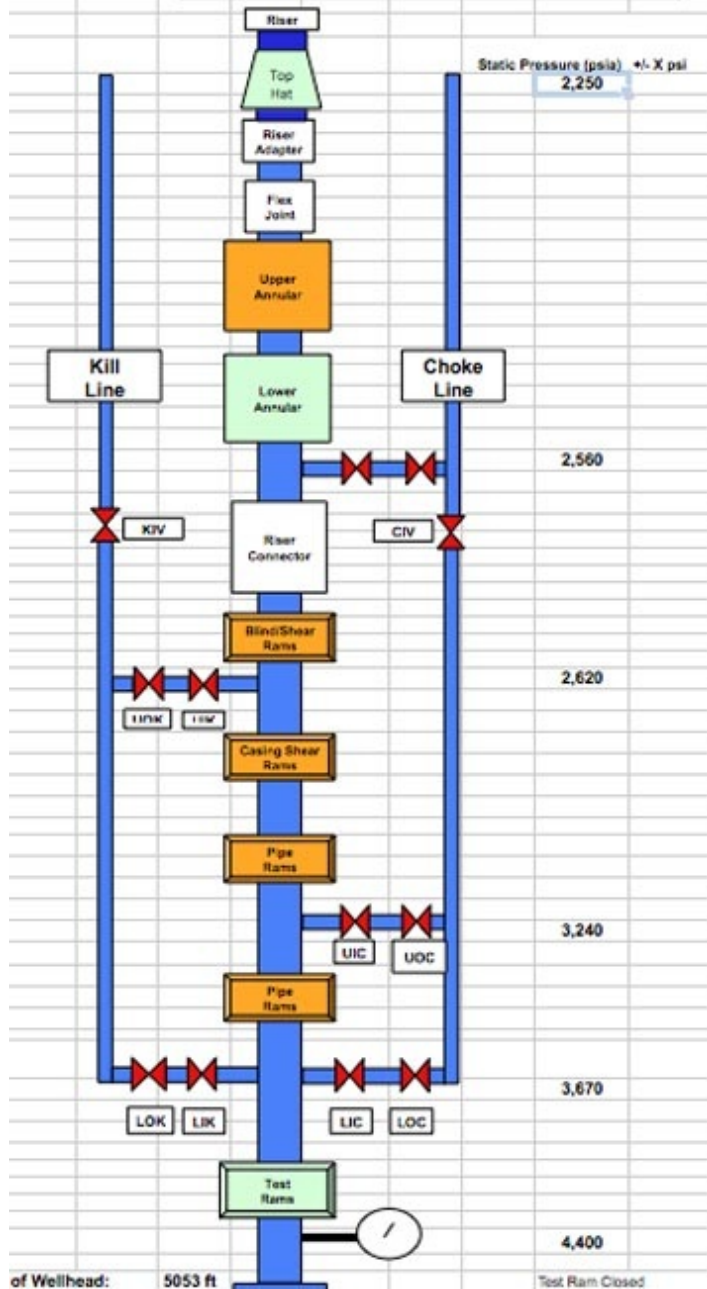 Riser
Static Pressure (psia) +/- X psi
Top
Hat
2,250
Riser
Adapter
Flex
Joint
Upper
Annular
Kill
Line
Choke
Line
Lower
Annular
2,560
KIV
CIV
Riser
Connector
Blind/Shear
Rams
2,620
UOK
UIK
Casing Shear
Rams
Pipe
Rams
3,240
UIC
UOC
Pipe
Rams
3,670
LOK
LIK
LIC
LOC
Test
Rams
4,400
of Wellhead: 5053 ft
Test Ram Closed